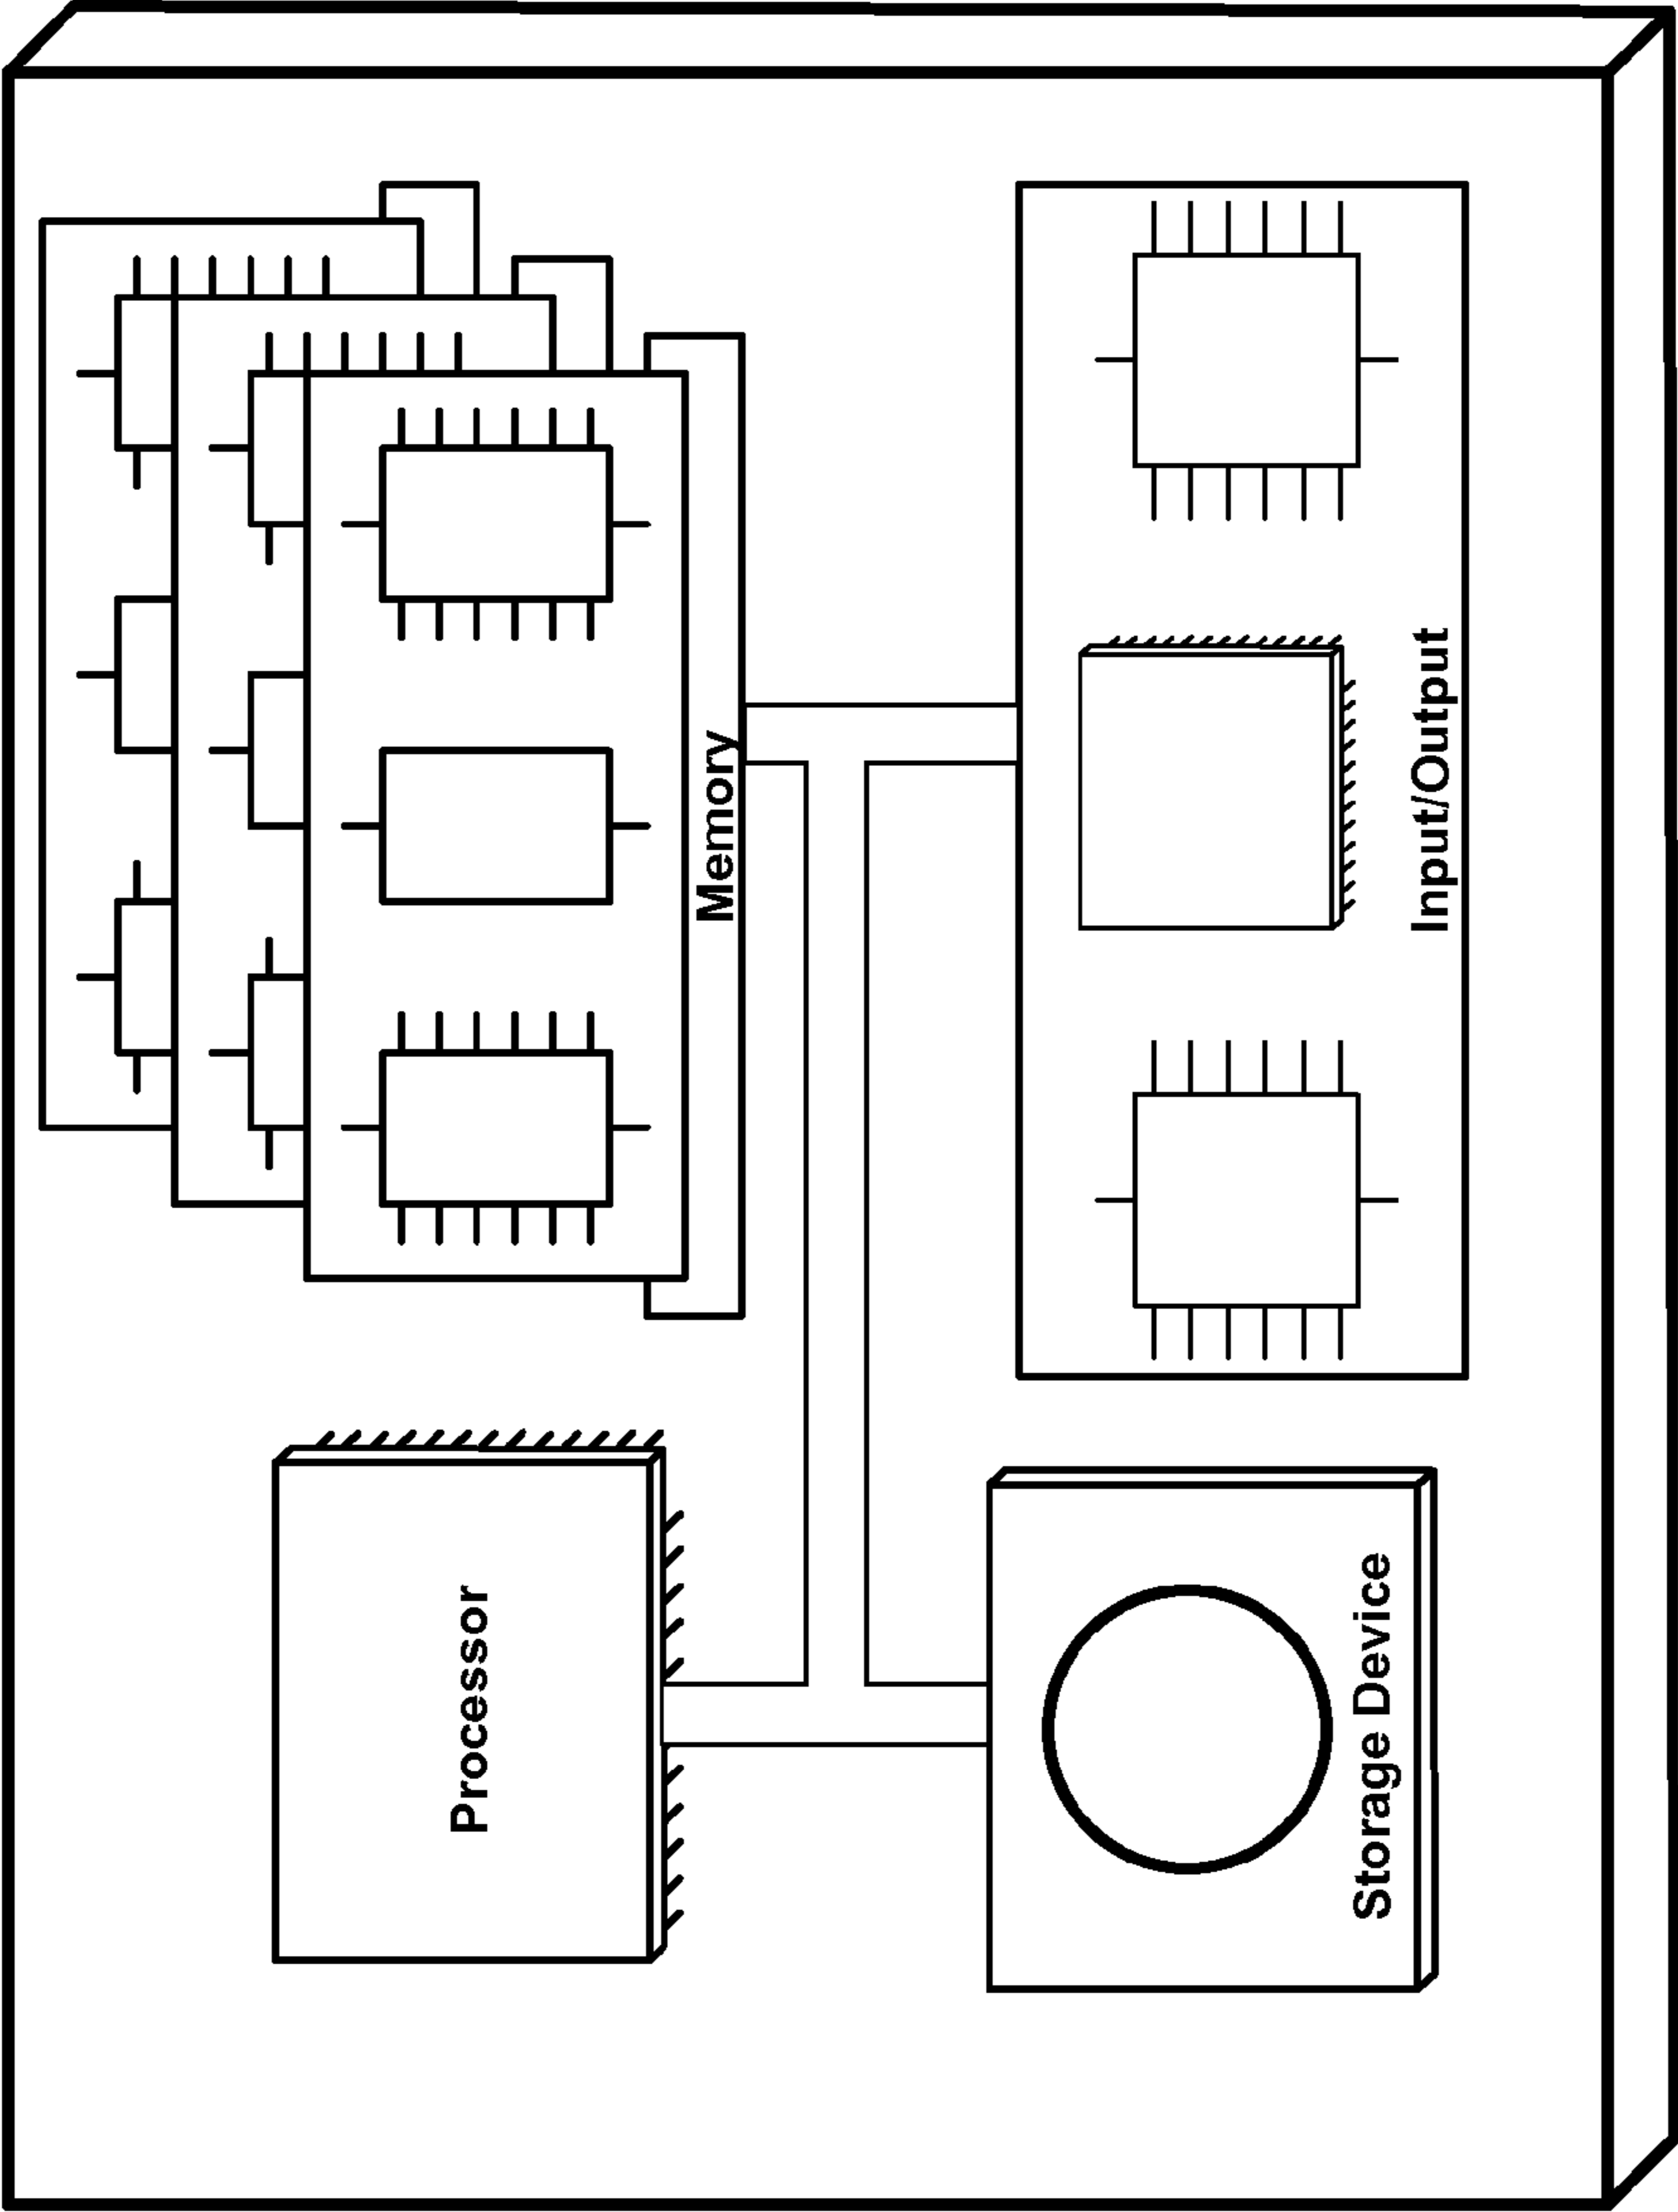 Memory
Input/Output
Processor
Storage Device